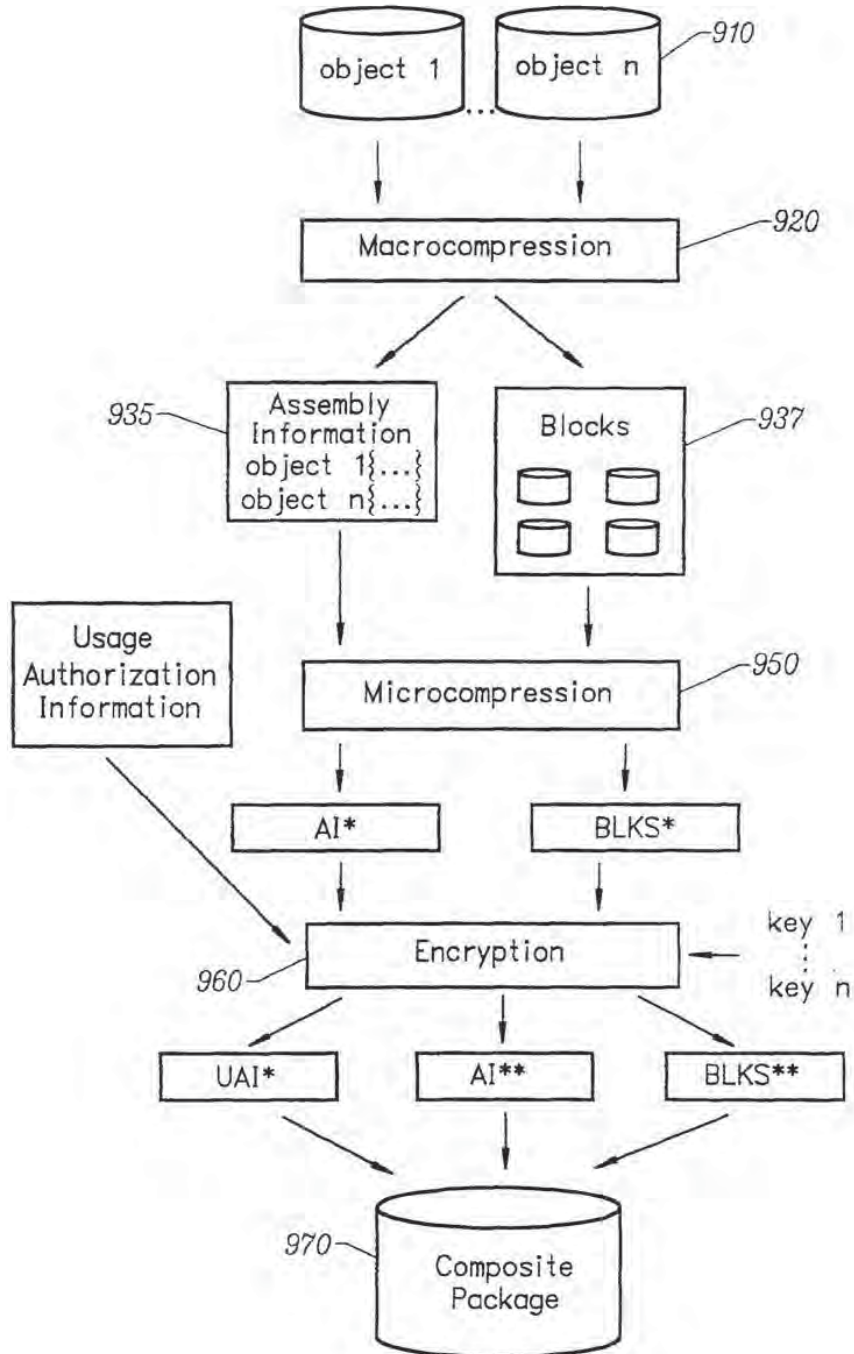 910
object 1
object n
...
920
Macrocompression
935
Assembly
Information
object 1{...}
object n{...}
Blocks
937
Usage
Authorization
Information
950
Microcompression
AI*
BLKS*
Encryption
960
key 1
key n
UAI*
AI**
BLKS**
970
Composite
Package